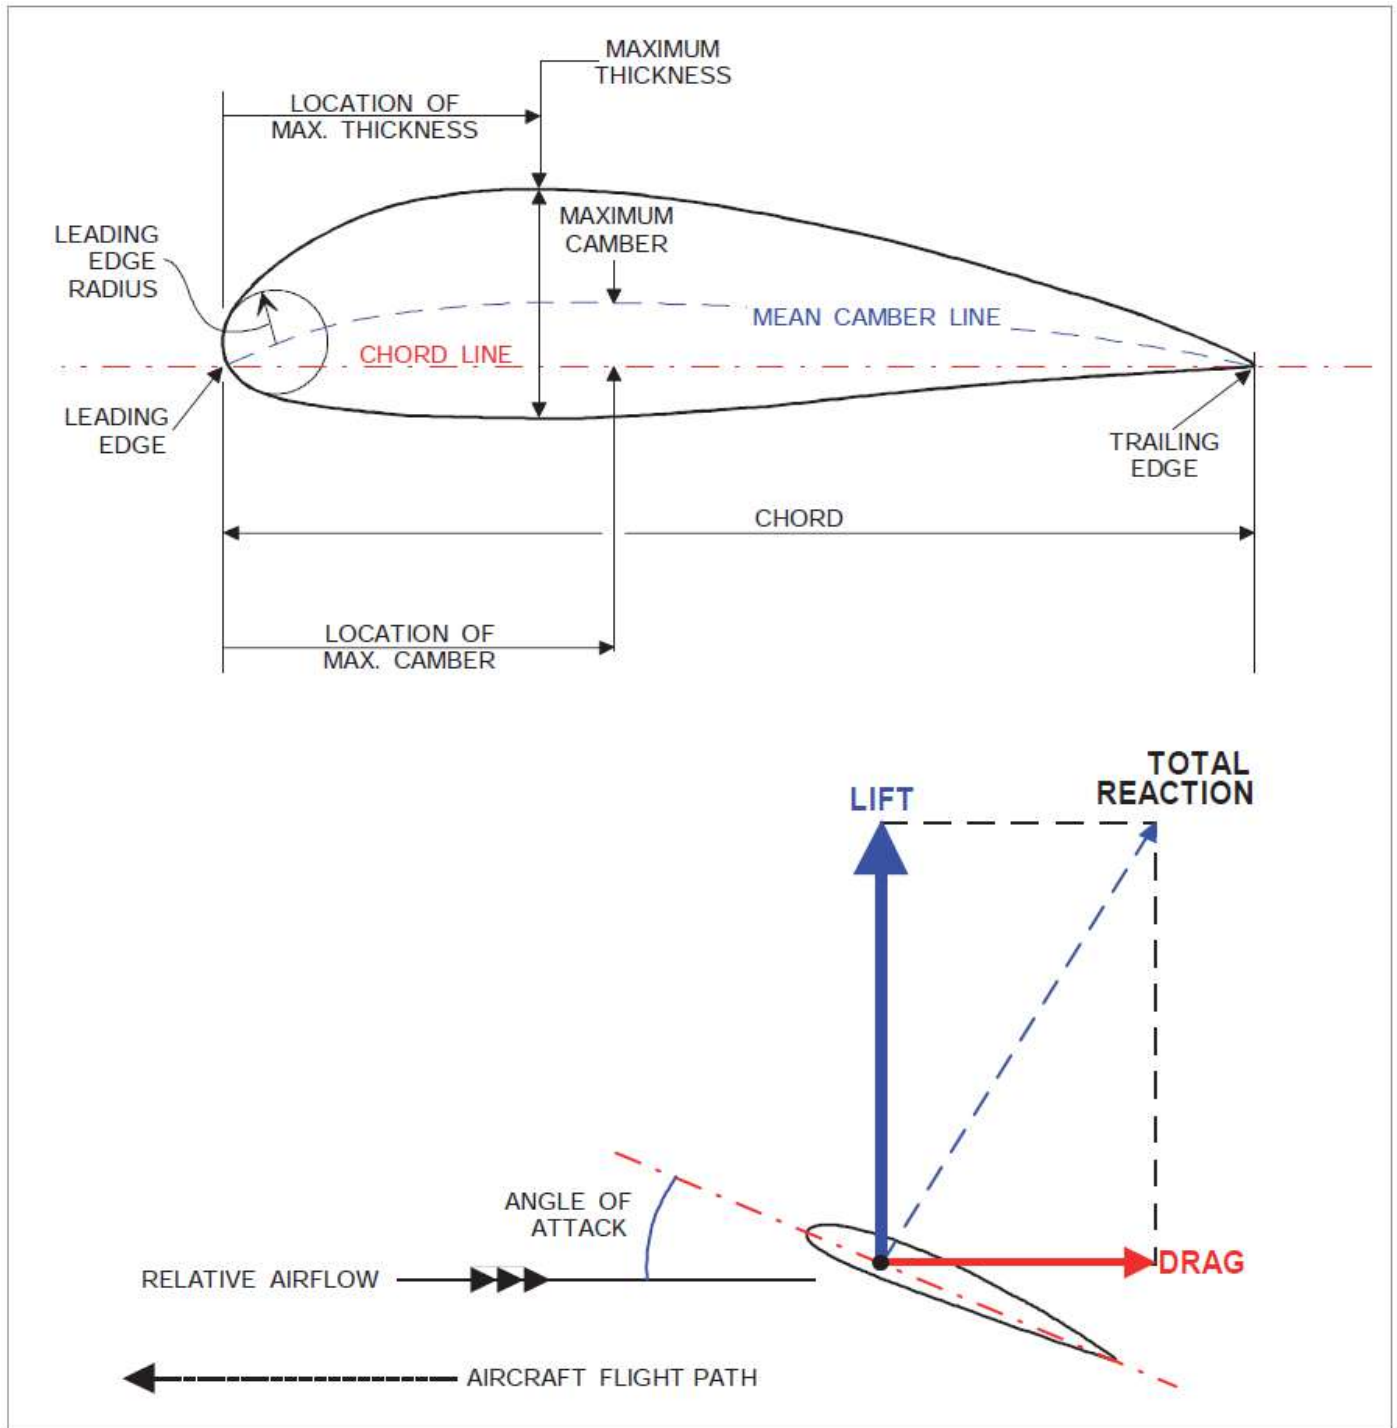 MAXIMUM
THICKNESS
LOCATION OF
MAX. THICKNESS
MAXIMUM
CAMBER
LEADING
EDGE
RADIUS
MEAN CAMBER LINE
CHORD LINE
LEADING
EDGE
TRAILING
EDGE
CHORD
LOCATION OF
MAX. CAMBER
TOTAL
REACTION
LIFT
ANGLE OF
ATTACK
RELATIVE AIRFLOW
DRAG
AIRCRAFT FLIGHT PATH